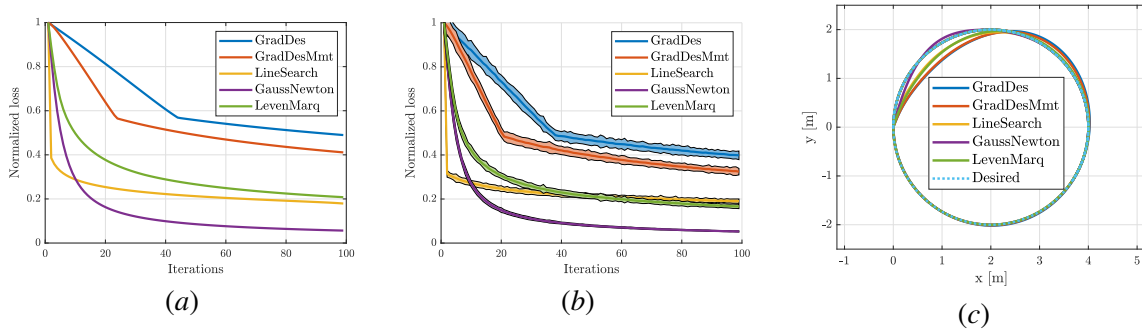 1
0.8
0.6
0.4
0.2
0
Normalized loss
0 20 40 60 80 100
Iterations
GradDes
GradDesMmt
LineSearch
GaussNewton
LevenMarq
(a)
1
0.8
0.6
0.4
0.2
0
Normalized loss
0 20 40 60 80 100
Iterations
GradDes
GradDesMmt
LineSearch
GaussNewton
LevenMarq
(b)
2
1
0
-1
-2
y [m]
-1 0 1 2 3 4 5
x [m]
GradDes
GradDesMmt
LineSearch
GaussNewton
LevenMarq
Desired
(c)